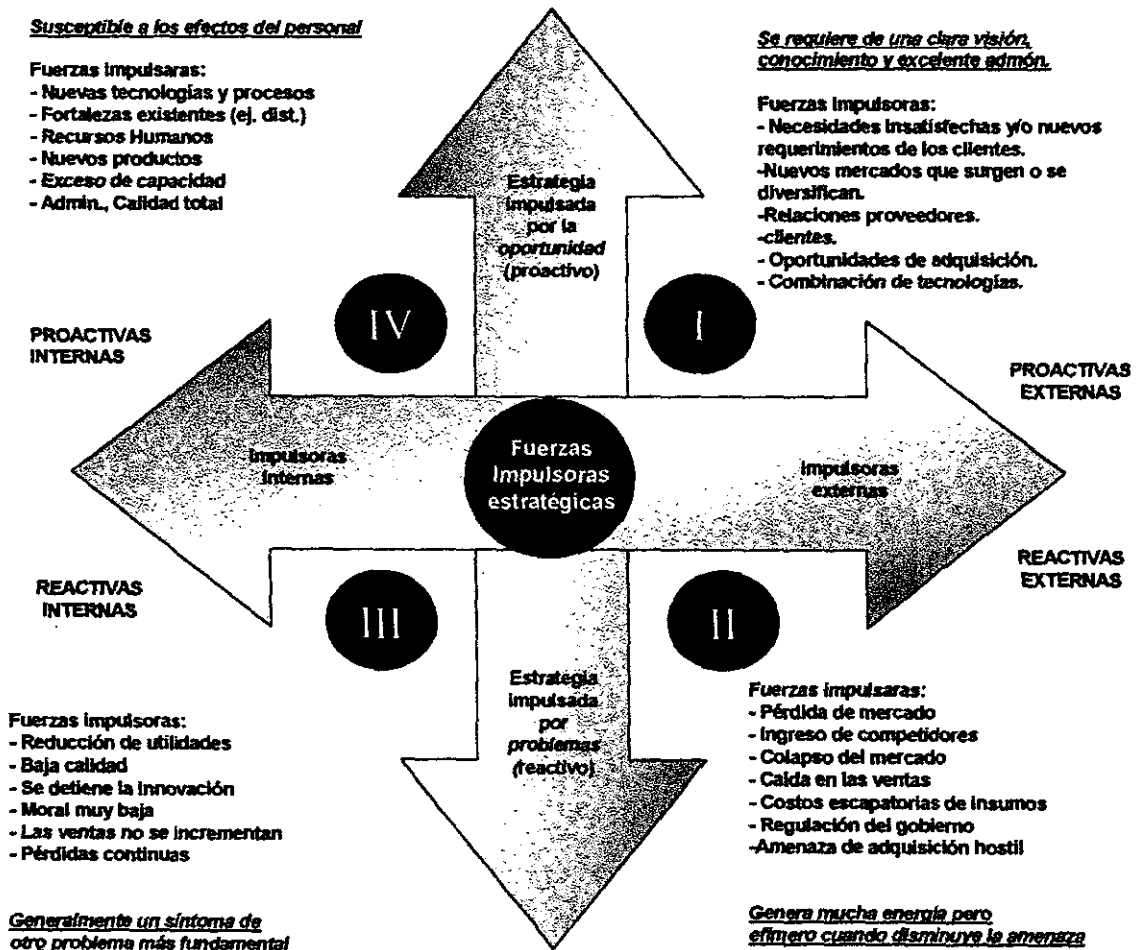 Susceptible a los efectos del personal
Fuerzas impulsaras:
- Nuevas tecnologías y procesos
- Fortalezas existentes (ej. dist.)
- Recursos Humanos
- Nuevos productos
- Exceso de capacidad
- Admin., Calidad total
Se requiere de una clara visión,
conocimiento y excelente admón.
Fuerzas Impulsoras:
- Necesidades Insatisfechas y/o nuevos
requerimientos de los clientes.
-Nuevos mercados que surgen o se
diversifican.
-Relaciones proveedores.
-clientes.
- Oportunidades de adquisición.
- Combinación de tecnologías.
Estrategia
impulsada
por la
oportunidad
(proactivo)
IV
I
PROACTIVAS
INTERNAS
PROACTIVAS
EXTERNAS
Impulsoras
internas
Fuerzas
Impulsoras
estratégicas
Impulsoras
externas
REACTIVAS
INTERNAS
REACTIVAS
EXTERNAS
III
II
Estrategia
impulsada
por
problemas
(reactivo)
Fuerzas impulsoras:
- Reducción de utilidades
- Baja calidad
- Se detiene la innovación
- Moral muy baja
- Las ventas no se incrementan
- Pérdidas continuas
Generalmente un síntoma de
otro problema más fundamental
Fuerzas impulsaras:
- Pérdida de mercado
- Ingreso de competidores
- Colapso del mercado
- Caída en las ventas
- Costos escapatorias de insumos
- Regulación del gobierno
-Amenaza de adquisición hostil
Genera mucha energía pero
efímero cuando disminuye la amenaza